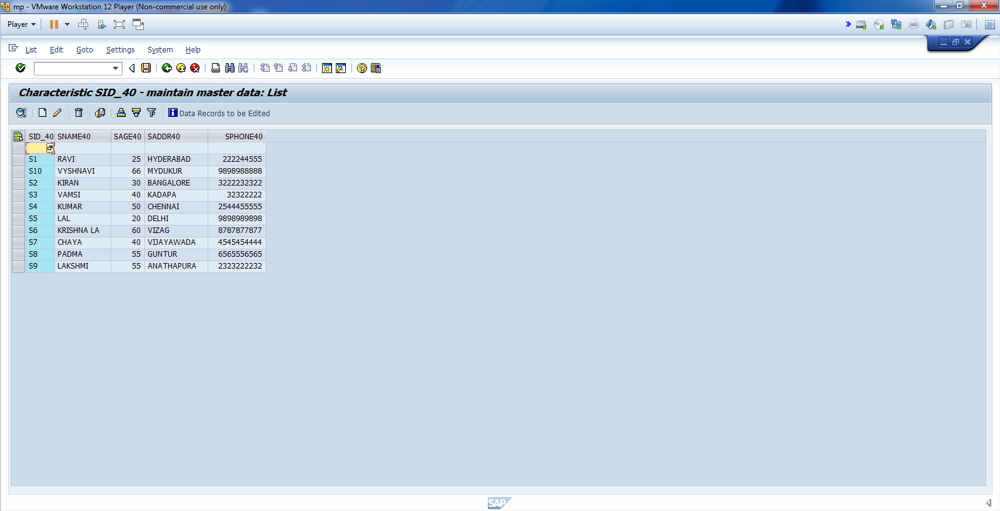 mp - VMware Workstation 12 Player (Non-commercial use only)
Player
List Edit Goto Settings System Help
Characteristic SID_40 - maintain master data: List
Data Records to be Edited
SID_40 SNAME40 SAGE40 SADDR40 SPHONE40
S1 RAVI 25 HYDERABAD 222244555
S10 VYSHNAVI 66 MYDUKUR 9898988888
S2 KIRAN 30 BANGALORE 3222232322
S3 VAMSI 40 KADAPA 32322222
S4 KUMAR 50 CHENNAI 2544455555
S5 LAL 20 DELHI 9898989898
S6 KRISHNA LA 60 VIZAG 8787877877
S7 CHAYA 40 VIJAYAWADA 4545454444
S8 PADMA 55 GUNTUR 6565556565
S9 LAKSHMI 55 ANATHAPURA 2323222232
SAP